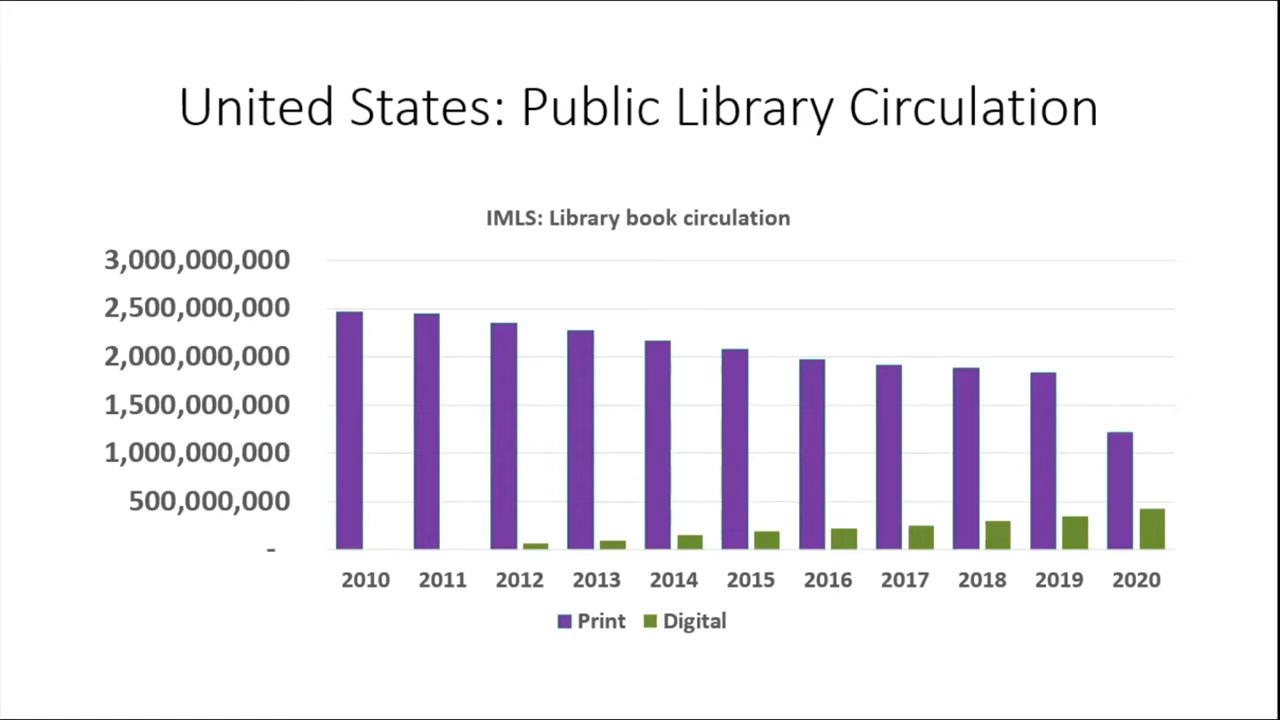 United States: Public Library Circulation
IMLS: Library book circulation
3,000,000,000
2,500,000,000
2,000,000,000
1,500,000,000
1,000,000,000
500,000,000
-
2010 2011 2012 2013 2014 2015 2016 2017 2018 2019 2020
Print Digital